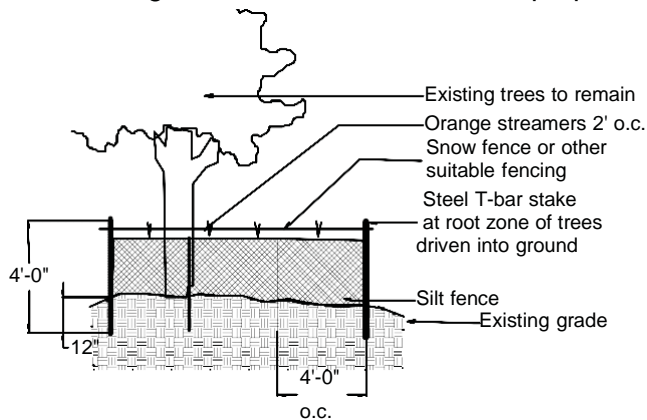 Existing trees to remain
Orange streamers 2' o.c.
Snow fence or other
suitable fencing
Steel T-bar stake
at root zone of trees
driven into ground
4'-0"
Silt fence
Existing grade
12"
4'-0"
o.c.